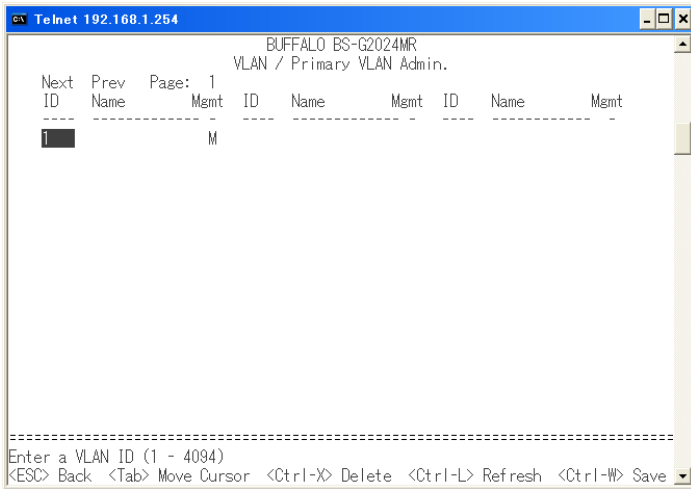 Telnet 192.168.1.254
BUFFALO BS-G2024MR
VLAN / Primary VLAN Admin.
Next Prev Page: 1
ID Name Mgmt ID Name Mgmt ID Name Mgmt
---- ------------- - ---- ------------- - ---- ------------ -
1 M
================================================================================
Enter a VLAN ID (1 - 4094)
<ESC> Back <Tab> Move Cursor <Ctrl-X> Delete <Ctrl-L> Refresh <Ctrl-W> Save